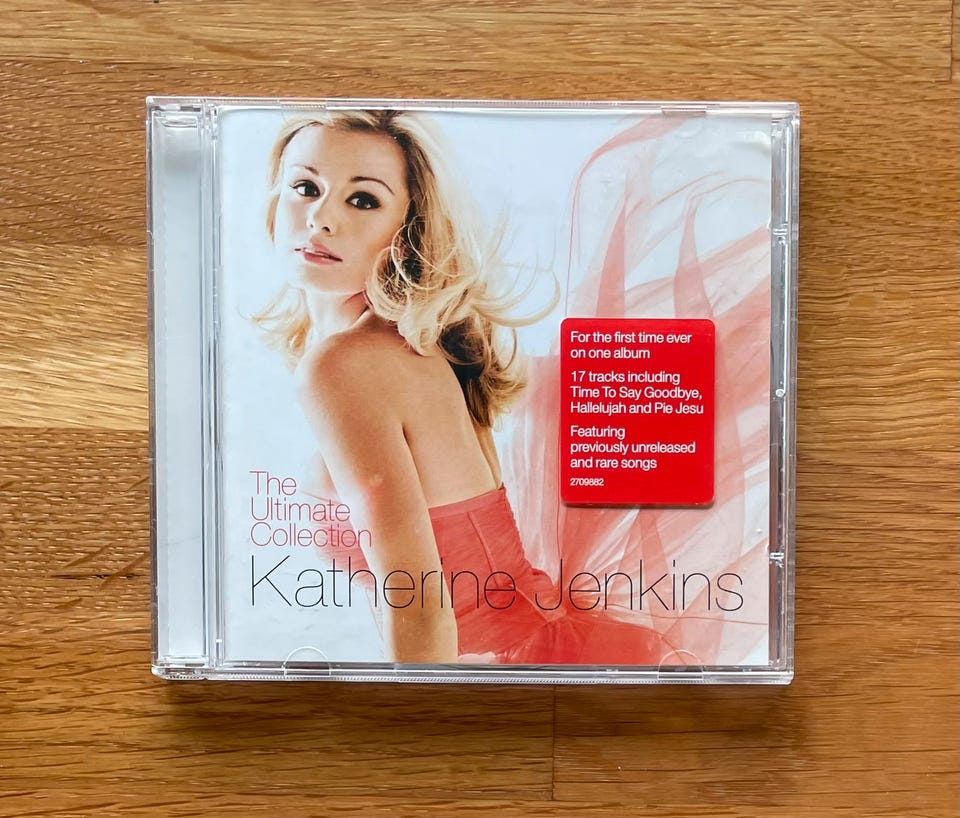 For the first time ever
on one album
17 tracks including
Time To Say Goodbye,
Hallelujah and Pie Jesu
Featuring
previously unreleased
and rare songs
2709882
The
Ultimate
Collection
Katherine Jenkins